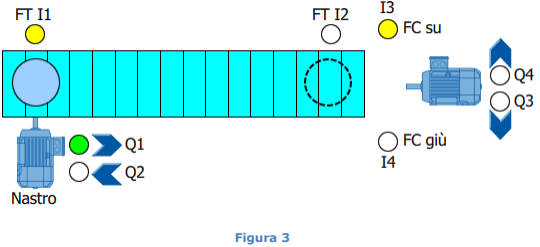 FT I1
FT I2
I3
FC su
Q4
Q3
FC giù
I4
Q1
Q2
Nastro
Figura 3